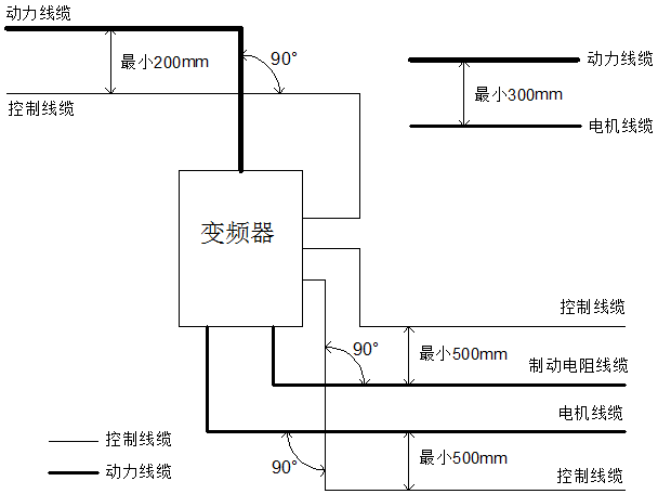 动力线缆
最小200mm
90°
动力线缆
控制线缆
最小300mm
电机线缆
变频器
控制线缆
90°
最小500mm
制动电阻线缆
电机线缆
控制线缆
90°
最小500mm
动力线缆
控制线缆